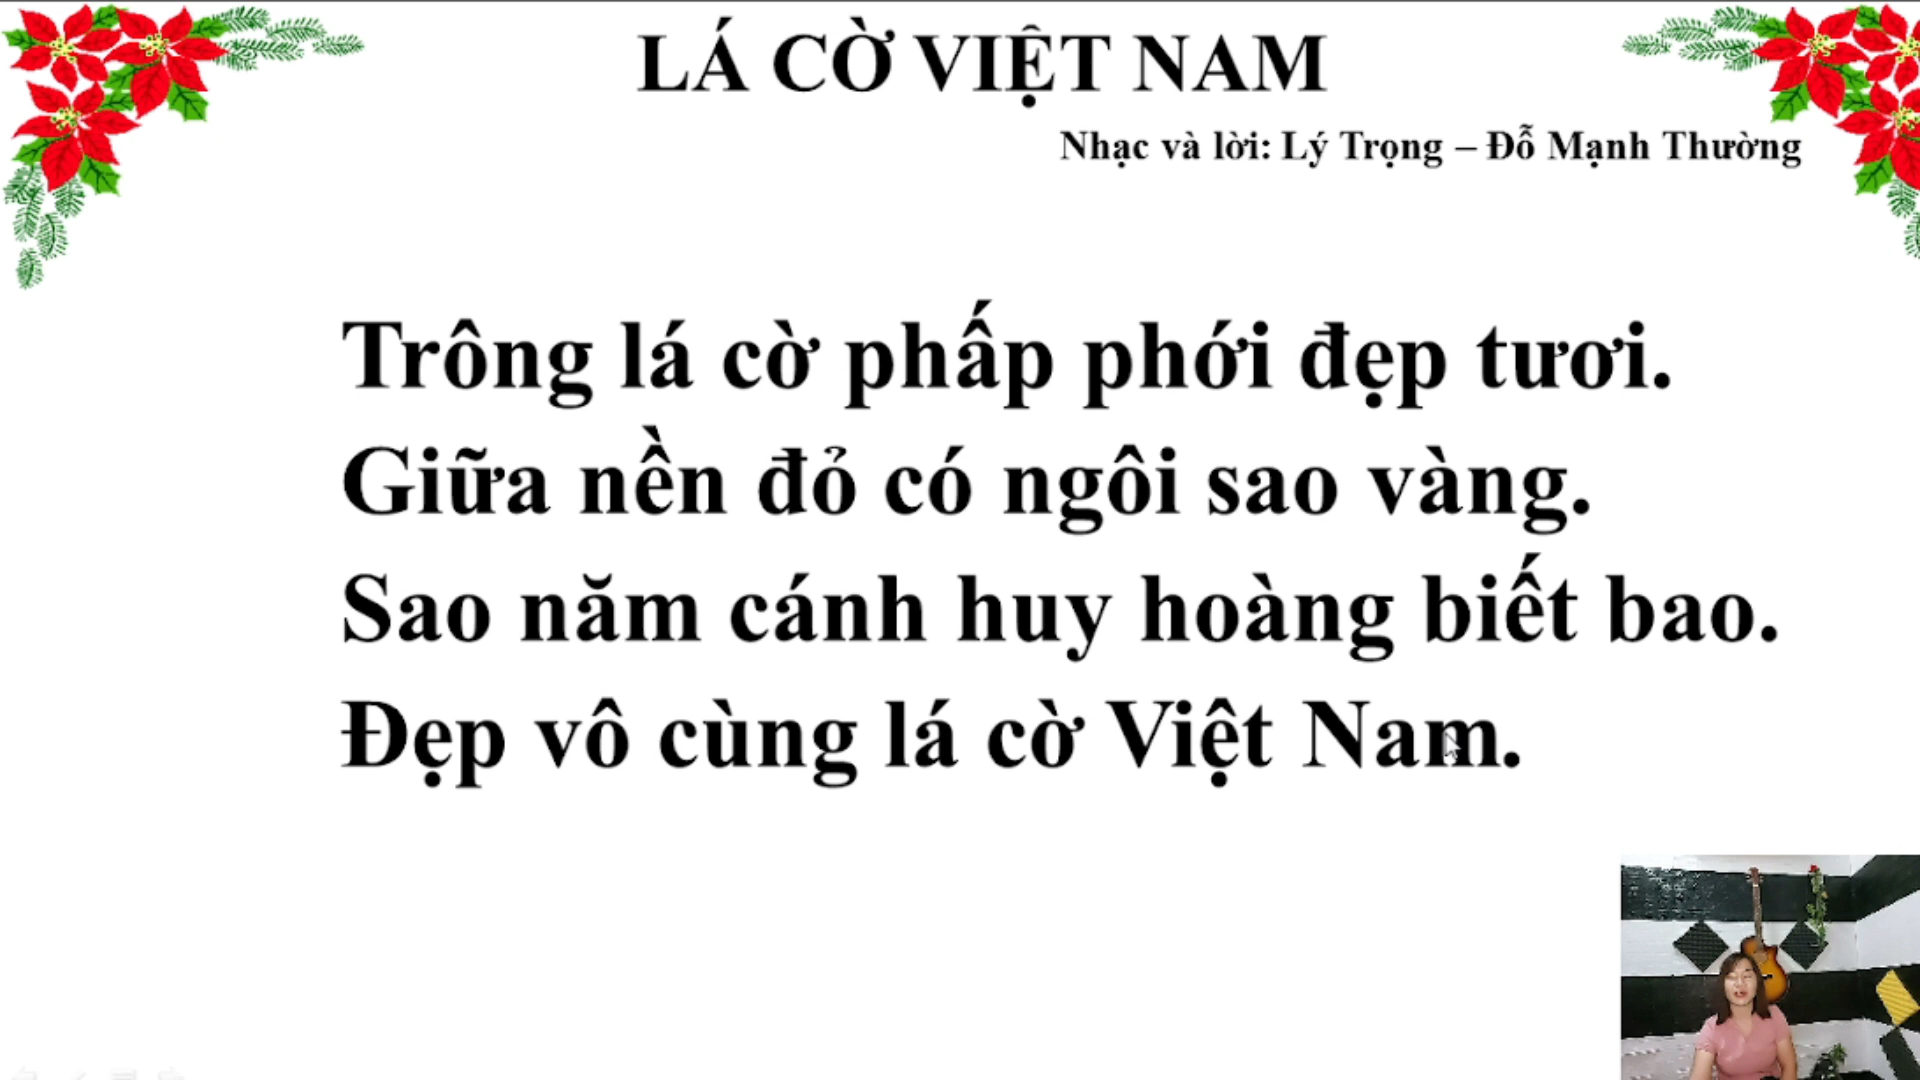 LÁ CỜ VIỆT NAM
Nhạc và lời: Lý Trọng – Đỗ Mạnh Thường
Trông lá cờ phấp phới đẹp tươi.
Giữa nền đỏ có ngôi sao vàng.
Sao năm cánh huy hoàng biết bao.
Đẹp vô cùng lá cờ Việt Nam.